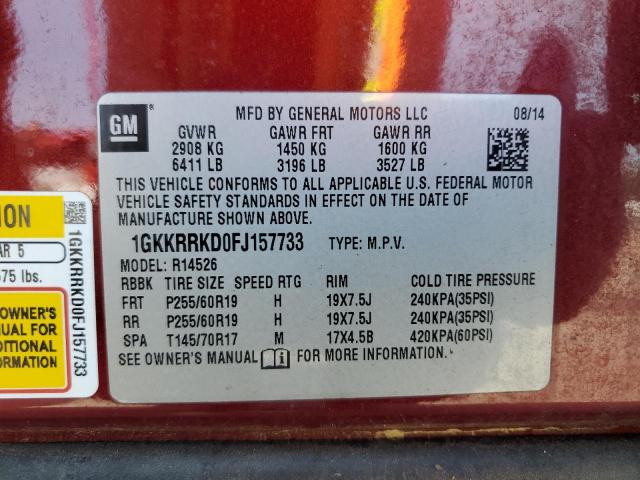 GM
MFD BY GENERAL MOTORS LLC 08/14
GVWR GAWR FRT GAWR RR
2908 KG 1450 KG 1600 KG
6411 LB 3196 LB 3527 LB
THIS VEHICLE CONFORMS TO ALL APPLICABLE U.S. FEDERAL MOTOR
VEHICLE SAFETY STANDARDS IN EFFECT ON THE DATE OF
MANUFACTURE SHOWN ABOVE.
1GKKRRKD0FJ157733 TYPE: M.P.V.
MODEL: R14526
RBBK TIRE SIZE SPEED RTG RIM COLD TIRE PRESSURE
FRT P255/60R19 H 19X7.5J 240KPA(35PSI)
RR P255/60R19 H 19X7.5J 240KPA(35PSI)
SPA T145/70R17 M 17X4.5B 420KPA(60PSI)
SEE OWNER'S MANUAL FOR MORE INFORMATION.
ION
AR 5
75 lbs.
OWNER'S
UAL FOR
DITIONAL
RMATION
1GKKRRKD0FJ157733